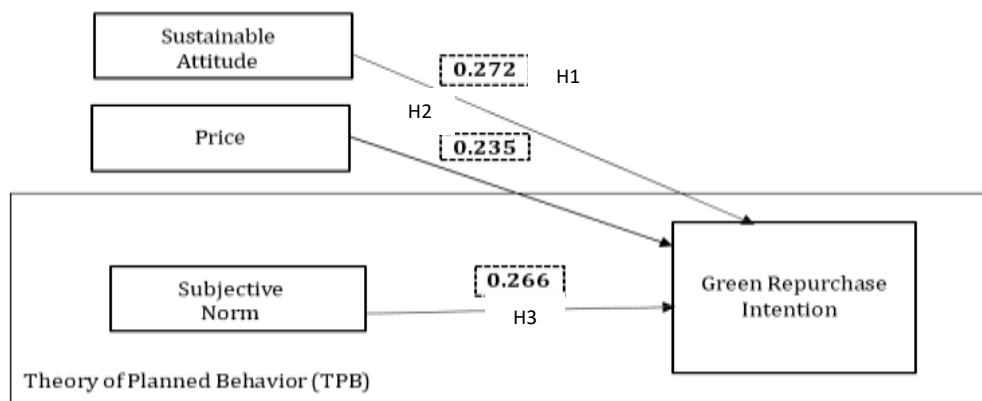 Sustainable
Attitude
0.272
H1
H2
Price
0.235
Subjective
Norm
0.266
H3
Green Repurchase
Intention
Theory of Planned Behavior (TPB)